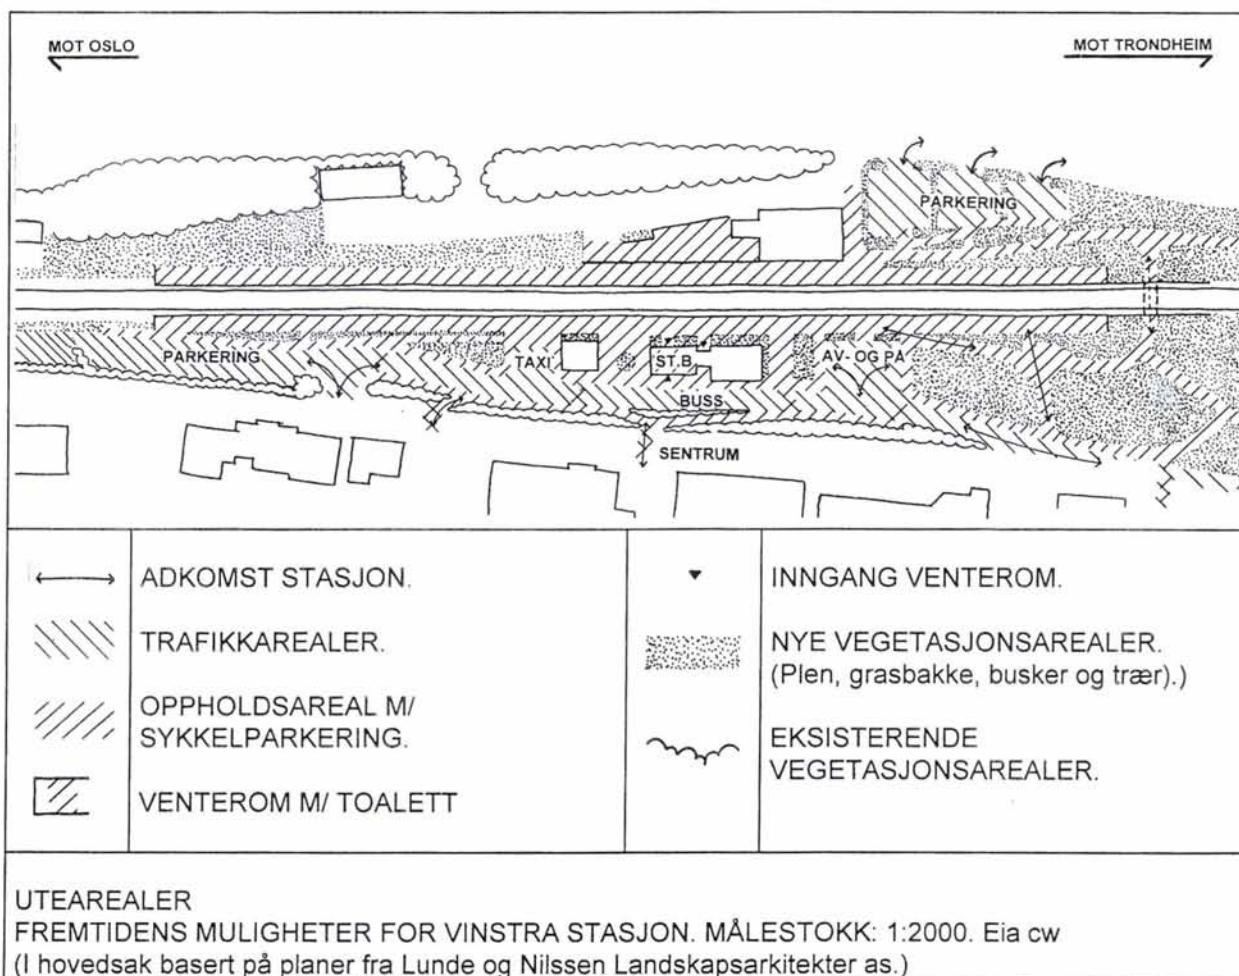 MOT OSLO
MOT TRONDHEIM
PARKERING
PARKERING
TAXI
ST.B.
AV- OG PÅ
BUSS
SENTRUM
ADKOMST STASJON.
TRAFIKKAREALER.
OPPHOLDSAREAL M/
SYKKELPARKERING.
VENTEROM M/ TOALETT
INNGANG VENTEROM.
NYE VEGETASJONSAREALER.
(Plen, grasbakke, busker og trær).)
EKSISTERENDE
VEGETASJONSAREALER.
UTEAREALER
FREMTIDENS MULIGHETER FOR VINSTRA STASJON. MÅLESTOKK: 1:2000. Eia cw
(I hovedsak basert på planer fra Lunde og Nilssen Landskapsarkitekter as.)